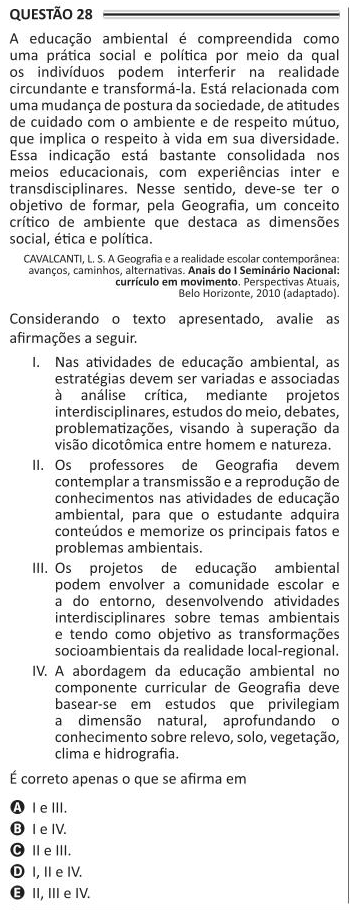 QUESTÃO 28
A educação ambiental é compreendida como
uma prática social e política por meio da qual
os indivíduos podem interferir na realidade
circundante e transformá-la. Está relacionada com
uma mudança de postura da sociedade, de atitudes
de cuidado com o ambiente e de respeito mútuo,
que implica o respeito à vida em sua diversidade.
Essa indicação está bastante consolidada nos
meios educacionais, com experiências inter e
transdisciplinares. Nesse sentido, deve-se ter o
objetivo de formar, pela Geografia, um conceito
crítico de ambiente que destaca as dimensões
social, ética e política.
CAVALCANTI, L. S. A Geografia e a realidade escolar contemporânea:
avanços, caminhos, alternativas. Anais do I Seminário Nacional:
currículo em movimento. Perspectivas Atuais,
Belo Horizonte, 2010 (adaptado).
Considerando o texto apresentado, avalie as
afirmações a seguir.
I. Nas atividades de educação ambiental, as
estratégias devem ser variadas e associadas
à análise crítica, mediante projetos
interdisciplinares, estudos do meio, debates,
problematizações, visando à superação da
visão dicotômica entre homem e natureza.
II. Os professores de Geografia devem
contemplar a transmissão e a reprodução de
conhecimentos nas atividades de educação
ambiental, para que o estudante adquira
conteúdos e memorize os principais fatos e
problemas ambientais.
III. Os projetos de educação ambiental
podem envolver a comunidade escolar e
a do entorno, desenvolvendo atividades
interdisciplinares sobre temas ambientais
e tendo como objetivo as transformações
socioambientais da realidade local-regional.
IV. A abordagem da educação ambiental no
componente curricular de Geografia deve
basear-se em estudos que privilegiam
a dimensão natural, aprofundando o
conhecimento sobre relevo, solo, vegetação,
clima e hidrografia.
É correto apenas o que se afirma em
A I e III.
B I e IV.
C II e III.
D I, II e IV.
E II, III e IV.